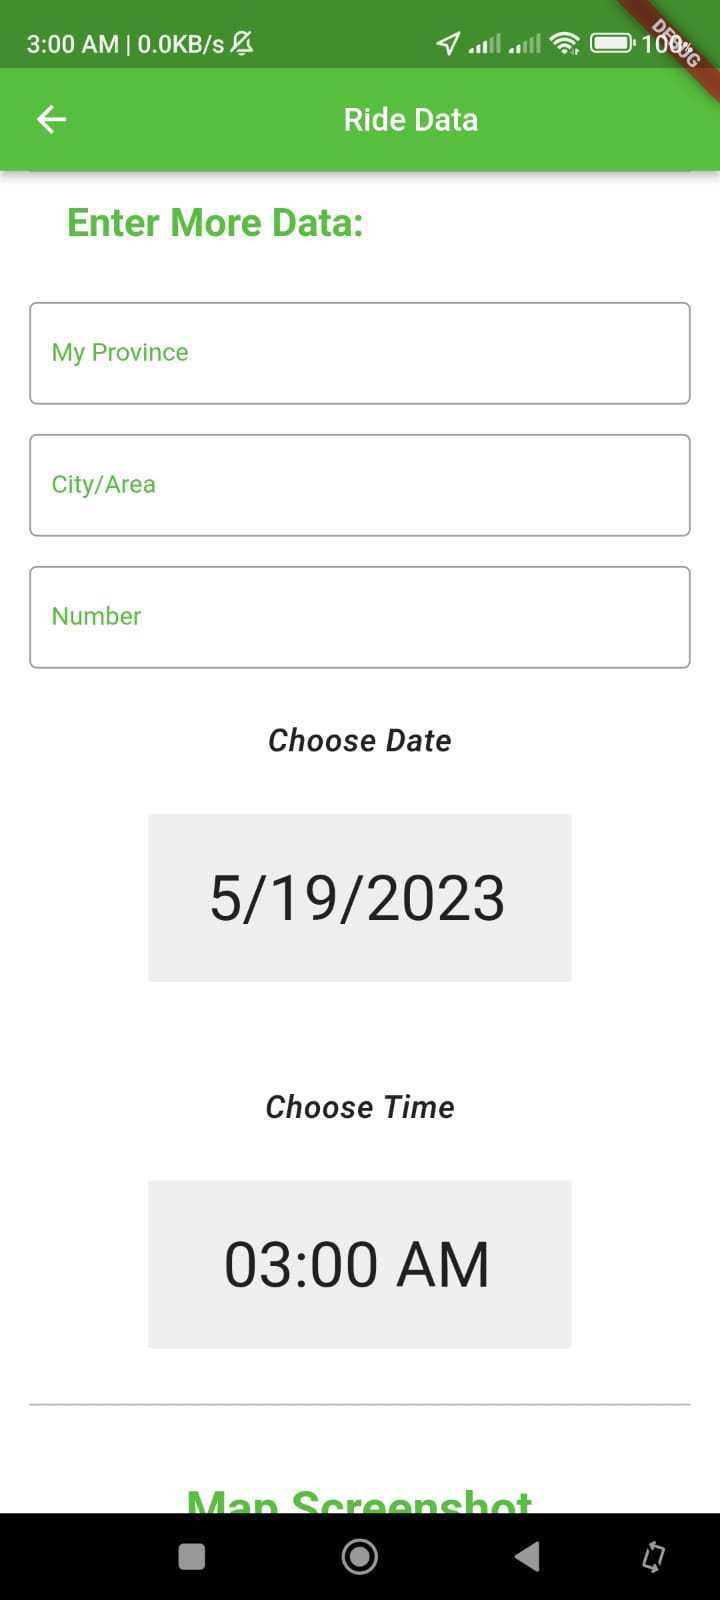 3:00 AM | 0.0KB/s
100%
DEBUG
Ride Data
Enter More Data:
My Province
City/Area
Number
Choose Date
5/19/2023
Choose Time
03:00 AM
Map Screenshot